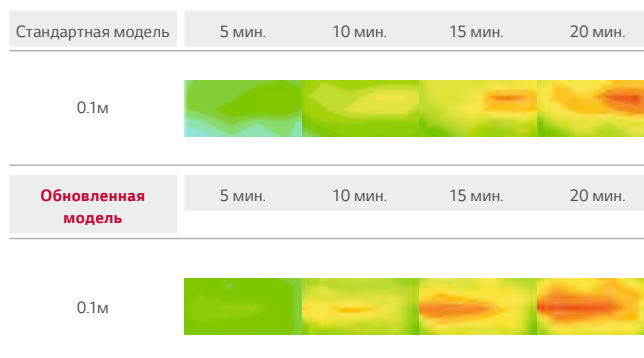 Стандартная модель 5 мин. 10 мин. 15 мин. 20 мин.
0.1м
Обновленная 5 мин. 10 мин. 15 мин. 20 мин.
модель
0.1м